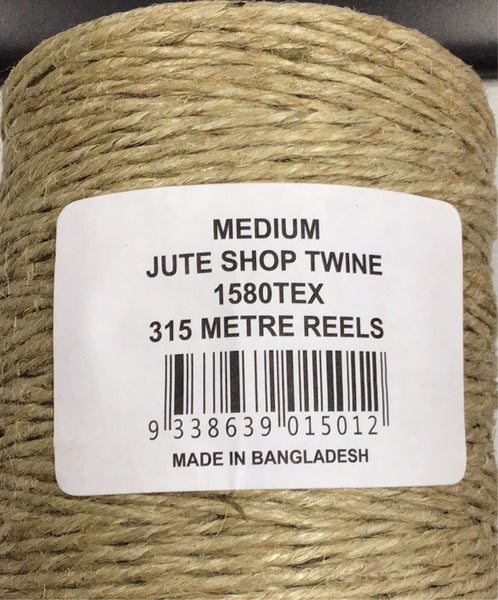 MEDIUM
JUTE SHOP TWINE
1580TEX
315 METRE REELS
9 338639 015012
MADE IN BANGLADESH